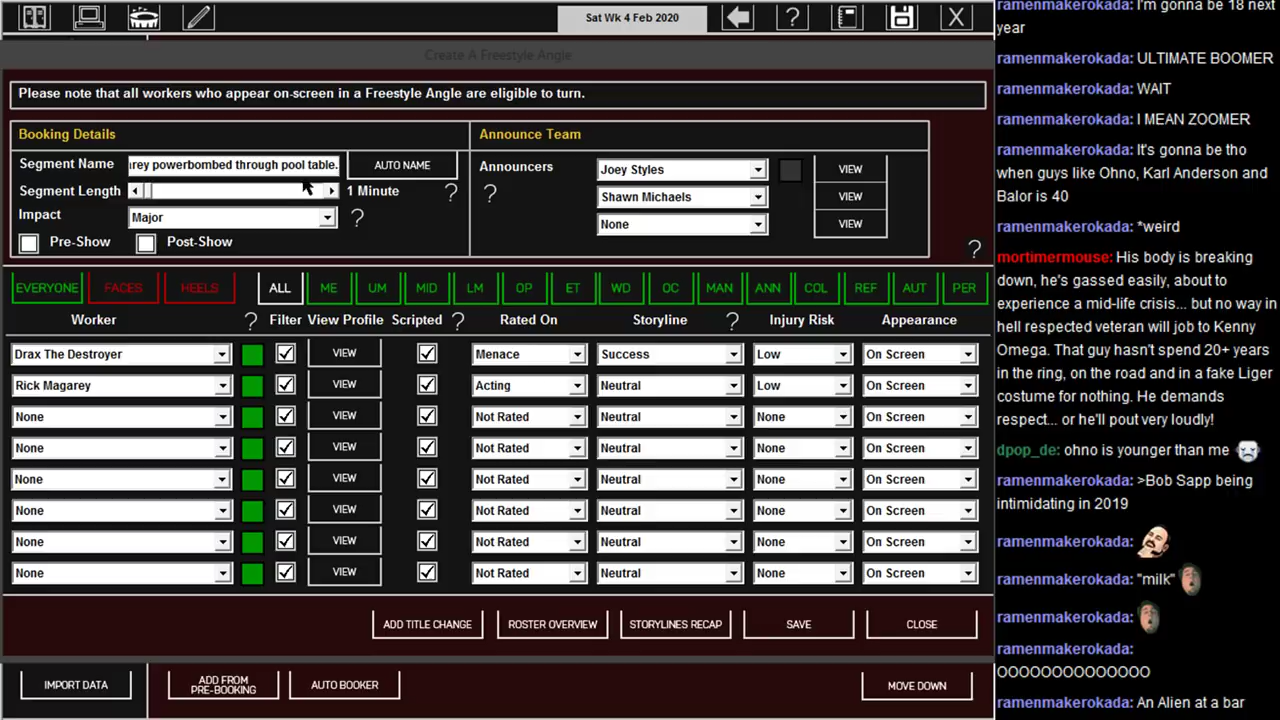 Sat Wk 4 Feb 2020
?
X
Create A Freestyle Angle
Please note that all workers who appear on-screen in a Freestyle Angle are eligible to turn.
Booking Details
Segment Name
rey powerbombed through pool table.
AUTO NAME
Segment Length
1 Minute
?
Impact
Major
?
Pre-Show
Post-Show
Announce Team
Announcers
?
Joey Styles
VIEW
Shawn Michaels
VIEW
None
VIEW
?
EVERYONE FACES HEELS ALL ME UM MID LM OP ET WD OC MAN ANN COL REF AUT PER
Worker ? Filter View Profile Scripted ? Rated On Storyline ? Injury Risk Appearance
Drax The Destroyer VIEW Menace Success Low On Screen
Rick Magarey VIEW Acting Neutral Low On Screen
None VIEW Not Rated Neutral None On Screen
None VIEW Not Rated Neutral None On Screen
None VIEW Not Rated Neutral None On Screen
None VIEW Not Rated Neutral None On Screen
None VIEW Not Rated Neutral None On Screen
None VIEW Not Rated Neutral None On Screen
ADD TITLE CHANGE ROSTER OVERVIEW STORYLINES RECAP SAVE CLOSE
IMPORT DATA
ADD FROM
PRE-BOOKING
AUTO BOOKER
MOVE DOWN
ramenmakerokada: I'm gonna be 18 next
year
ramenmakerokada: ULTIMATE BOOMER
ramenmakerokada: WAIT
ramenmakerokada: I MEAN ZOOMER
ramenmakerokada: It's gonna be tho
when guys like Ohno, Karl Anderson and
Balor is 40
ramenmakerokada: *weird
mortimermouse: His body is breaking
down, he's gassed easily, about to
experience a mid-life crisis... but no way in
hell respected veteran will job to Kenny
Omega. That guy hasn't spend 20+ years
in the ring, on the road and in a fake Liger
costume for nothing. He demands
respect... or he'll pout very loudly!
dpop_de: ohno is younger than me
ramenmakerokada: >Bob Sapp being
intimidating in 2019
ramenmakerokada:
ramenmakerokada: "milk"
ramenmakerokada:
ramenmakerokada:
OOOOOOOOOOOOOO
ramenmakerokada: An Alien at a bar